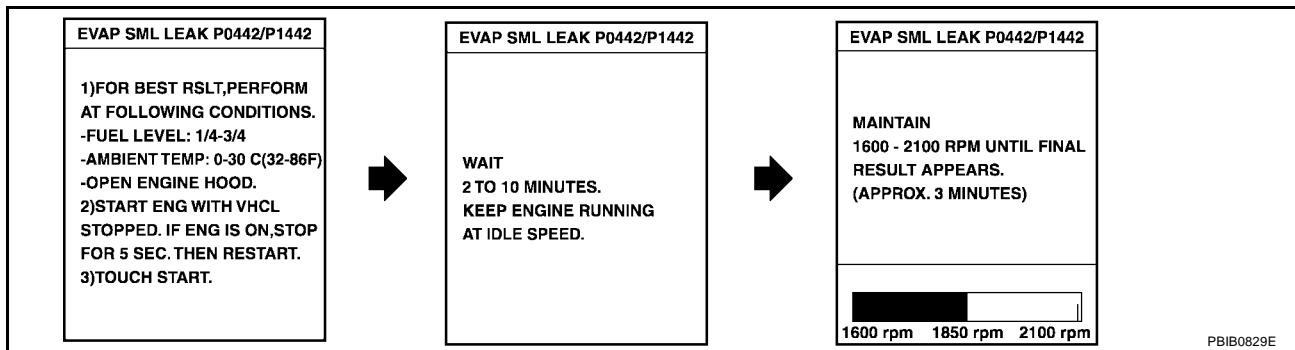 EVAP SML LEAK P0442/P1442
1)FOR BEST RSLT,PERFORM
AT FOLLOWING CONDITIONS.
-FUEL LEVEL: 1/4-3/4
-AMBIENT TEMP: 0-30 C(32-86F)
-OPEN ENGINE HOOD.
2)START ENG WITH VHCL
STOPPED. IF ENG IS ON,STOP
FOR 5 SEC. THEN RESTART.
3)TOUCH START.
EVAP SML LEAK P0442/P1442
WAIT
2 TO 10 MINUTES.
KEEP ENGINE RUNNING
AT IDLE SPEED.
EVAP SML LEAK P0442/P1442
MAINTAIN
1600 - 2100 RPM UNTIL FINAL
RESULT APPEARS.
(APPROX. 3 MINUTES)
1600 rpm 1850 rpm 2100 rpm
PBIB0829E